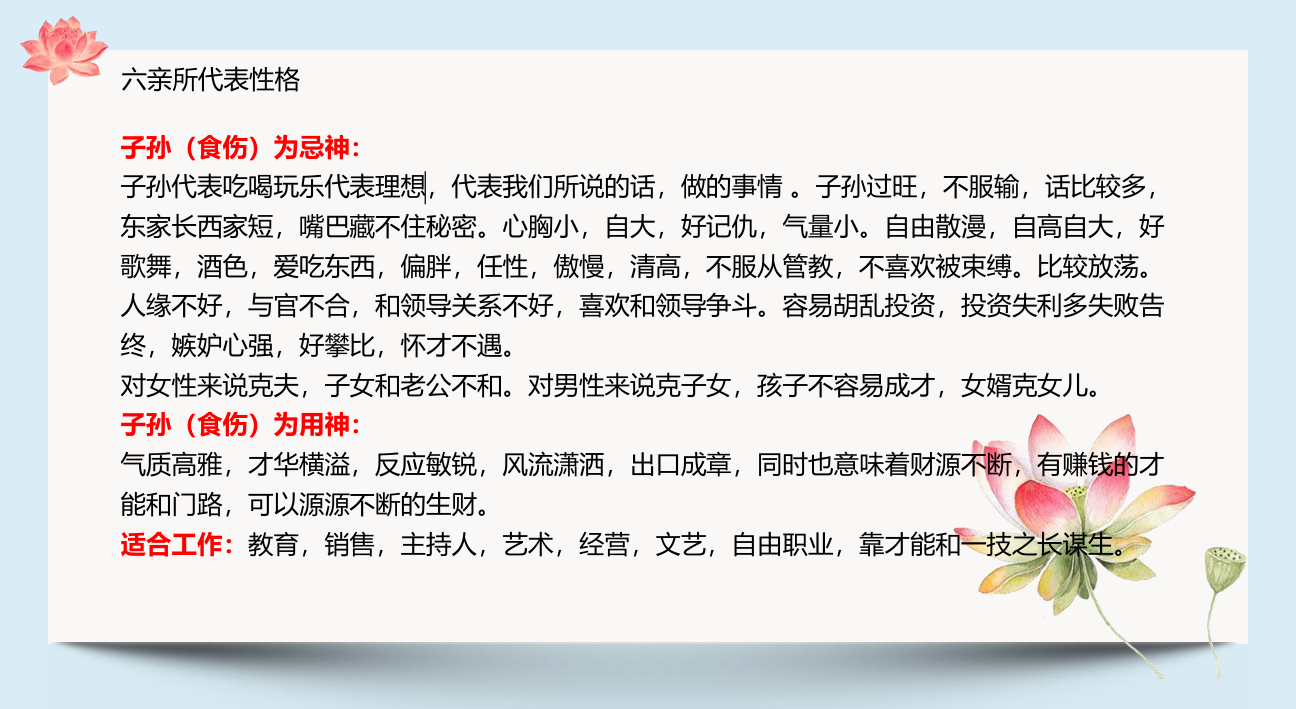 六亲所代表性格
子孙（食伤）为忌神：
子孙代表吃喝玩乐代表理想，代表我们所说的话，做的事情 。子孙过旺，不服输，话比较多，
东家长西家短，嘴巴藏不住秘密。心胸小，自大，好记仇，气量小。自由散漫，自高自大，好
歌舞，酒色，爱吃东西，偏胖，任性，傲慢，清高，不服从管教，不喜欢被束缚。比较放荡。
人缘不好，与官不合，和领导关系不好，喜欢和领导争斗。容易胡乱投资，投资失利多失败告
终，嫉妒心强，好攀比，怀才不遇。
对女性来说克夫，子女和老公不和。对男性来说克子女，孩子不容易成才，女婿克女儿。
子孙（食伤）为用神：
气质高雅，才华横溢，反应敏锐，风流潇洒，出口成章，同时也意味着财源不断，有赚钱的才
能和门路，可以源源不断的生财。
适合工作：教育，销售，主持人，艺术，经营，文艺，自由职业，靠才能和一技之长谋生。